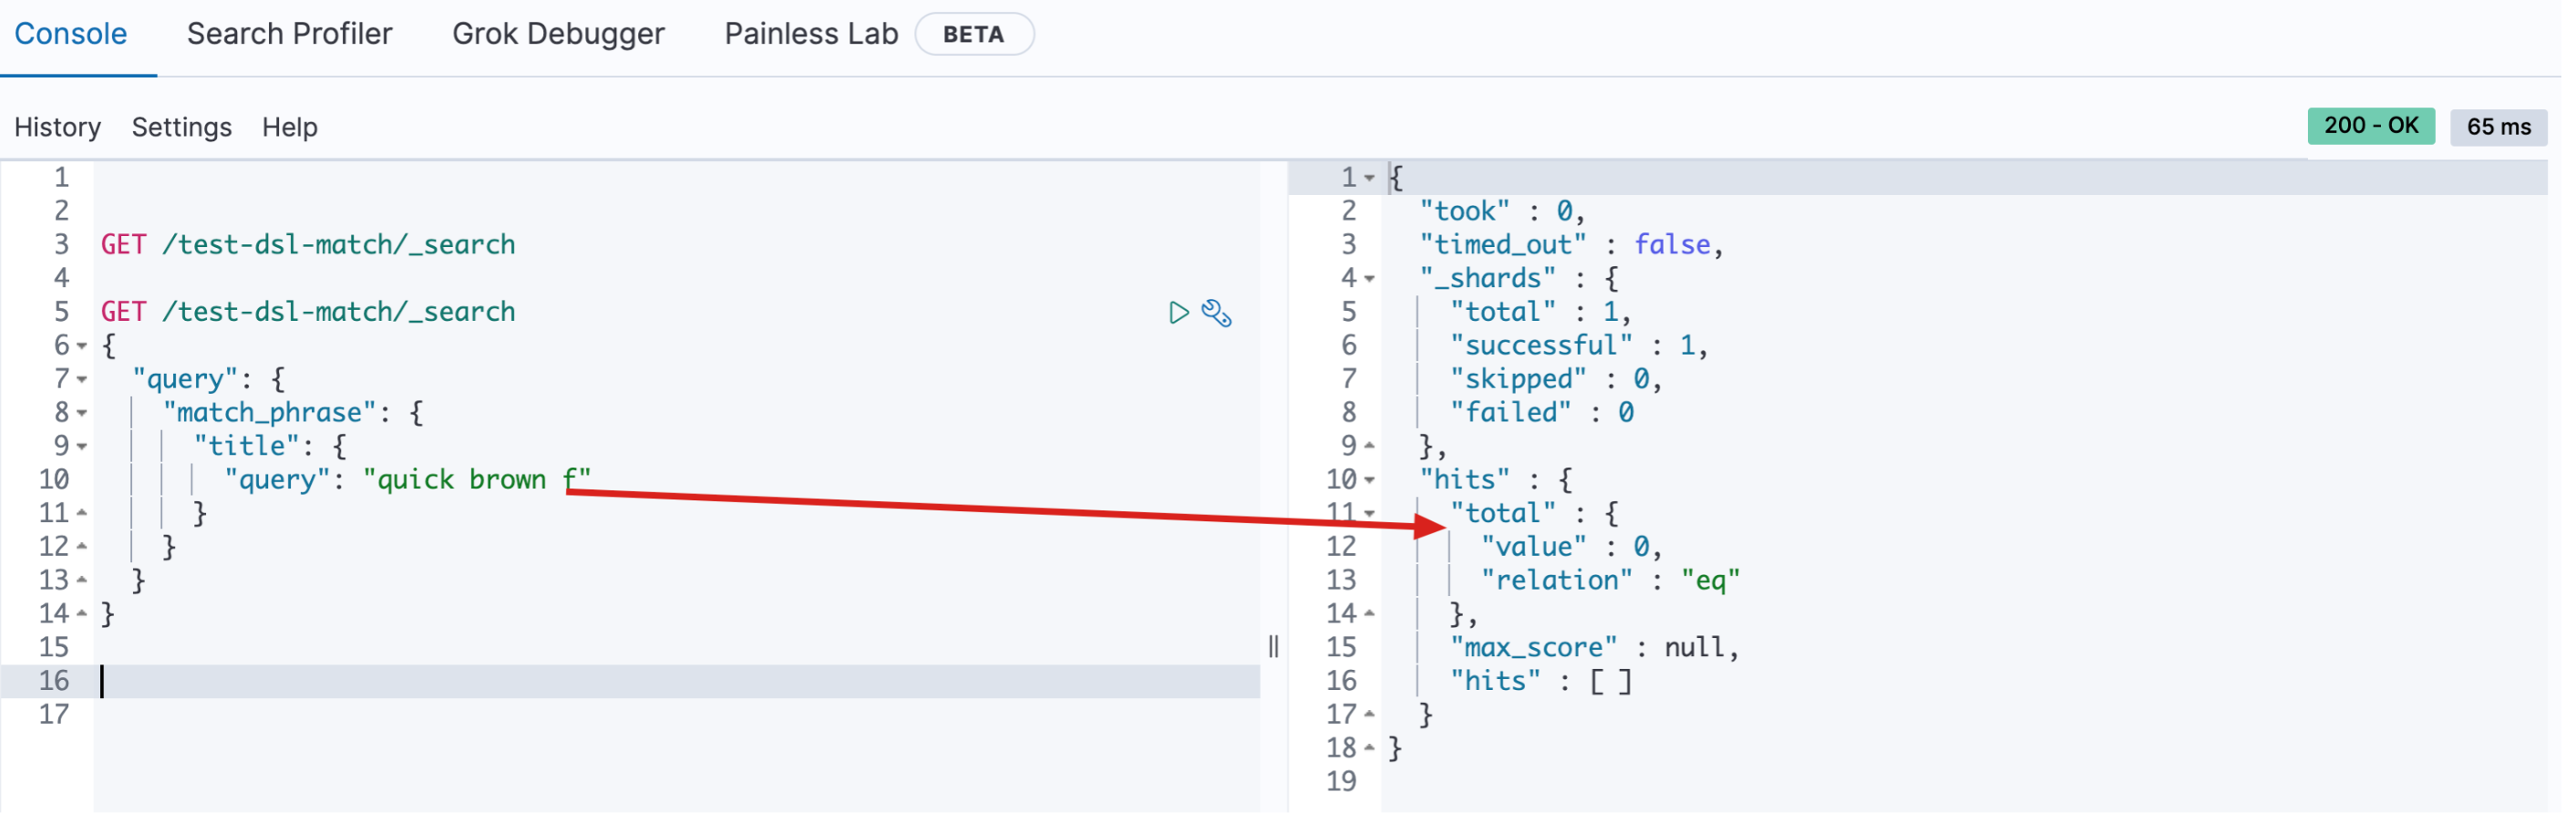 Console Search Profiler Grok Debugger Painless Lab BETA
History Settings Help
200 - OK 65 ms
1
2
3 GET /test-dsl-match/_search
4
5 GET /test-dsl-match/_search
6 {
7 "query": {
8 "match_phrase": {
9 "title": {
10 "query": "quick brown f"
11 }
12 }
13 }
14 }
15
16
17
1 {
2 "took" : 0,
3 "timed_out" : false,
4 "_shards" : {
5 "total" : 1,
6 "successful" : 1,
7 "skipped" : 0,
8 "failed" : 0
9 },
10 "hits" : {
11 "total" : {
12 "value" : 0,
13 "relation" : "eq"
14 },
15 "max_score" : null,
16 "hits" : [ ]
17 }
18 }
19